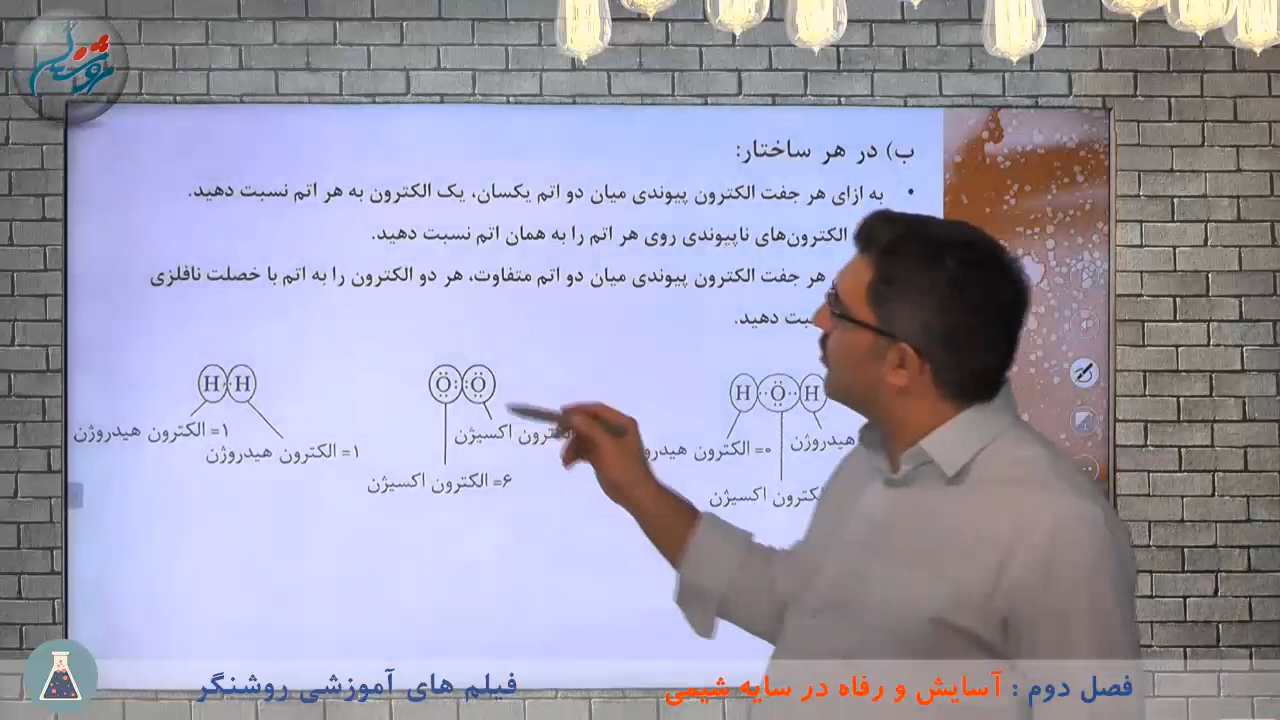 روشنگر
ب) در هر ساختار:
• به ازای هر جفت الکترون پیوندی میان دو اتم یکسان، یک الکترون به هر اتم نسبت دهید.
الکترون‌های ناپیوندی روی هر اتم را به همان اتم نسبت دهید.
هر جفت الکترون پیوندی میان دو اتم متفاوت، هر دو الکترون را به اتم با خصلت نافلزی
نسبت دهید.
H : O : H
O :: O
H : H
هیدروژن
۰= الکترون هیدرو
الکترون اکسیژن
الکترون اکسیژن
۶= الکترون اکسیژن
۱= الکترون هیدروژن
۱= الکترون هیدروژن
فصل دوم : آسایش و رفاه در سایه شیمی
فیلم های آموزشی روشنگر